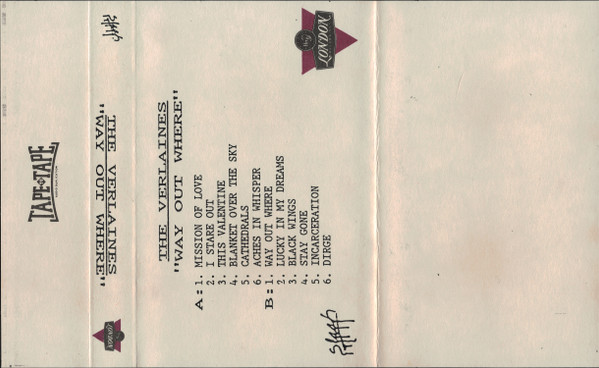 TAPE TO TAPE
THE VERLAINES
"WAY OUT WHERE"
LONDON
THE VERLAINES
"WAY OUT WHERE"
A: 1. MISSION OF LOVE
2. I STARE OUT
3. THIS VALENTINE
4. BLANKET OVER THE SKY
5. CATHEDRALS
6. ACHES IN WHISPER
B: 1. WAY OUT WHERE
2. LUCKY IN MY DREAMS
3. BLACK WINGS
4. STAY GONE
5. INCARCERATION
6. DIRGE
LONDON